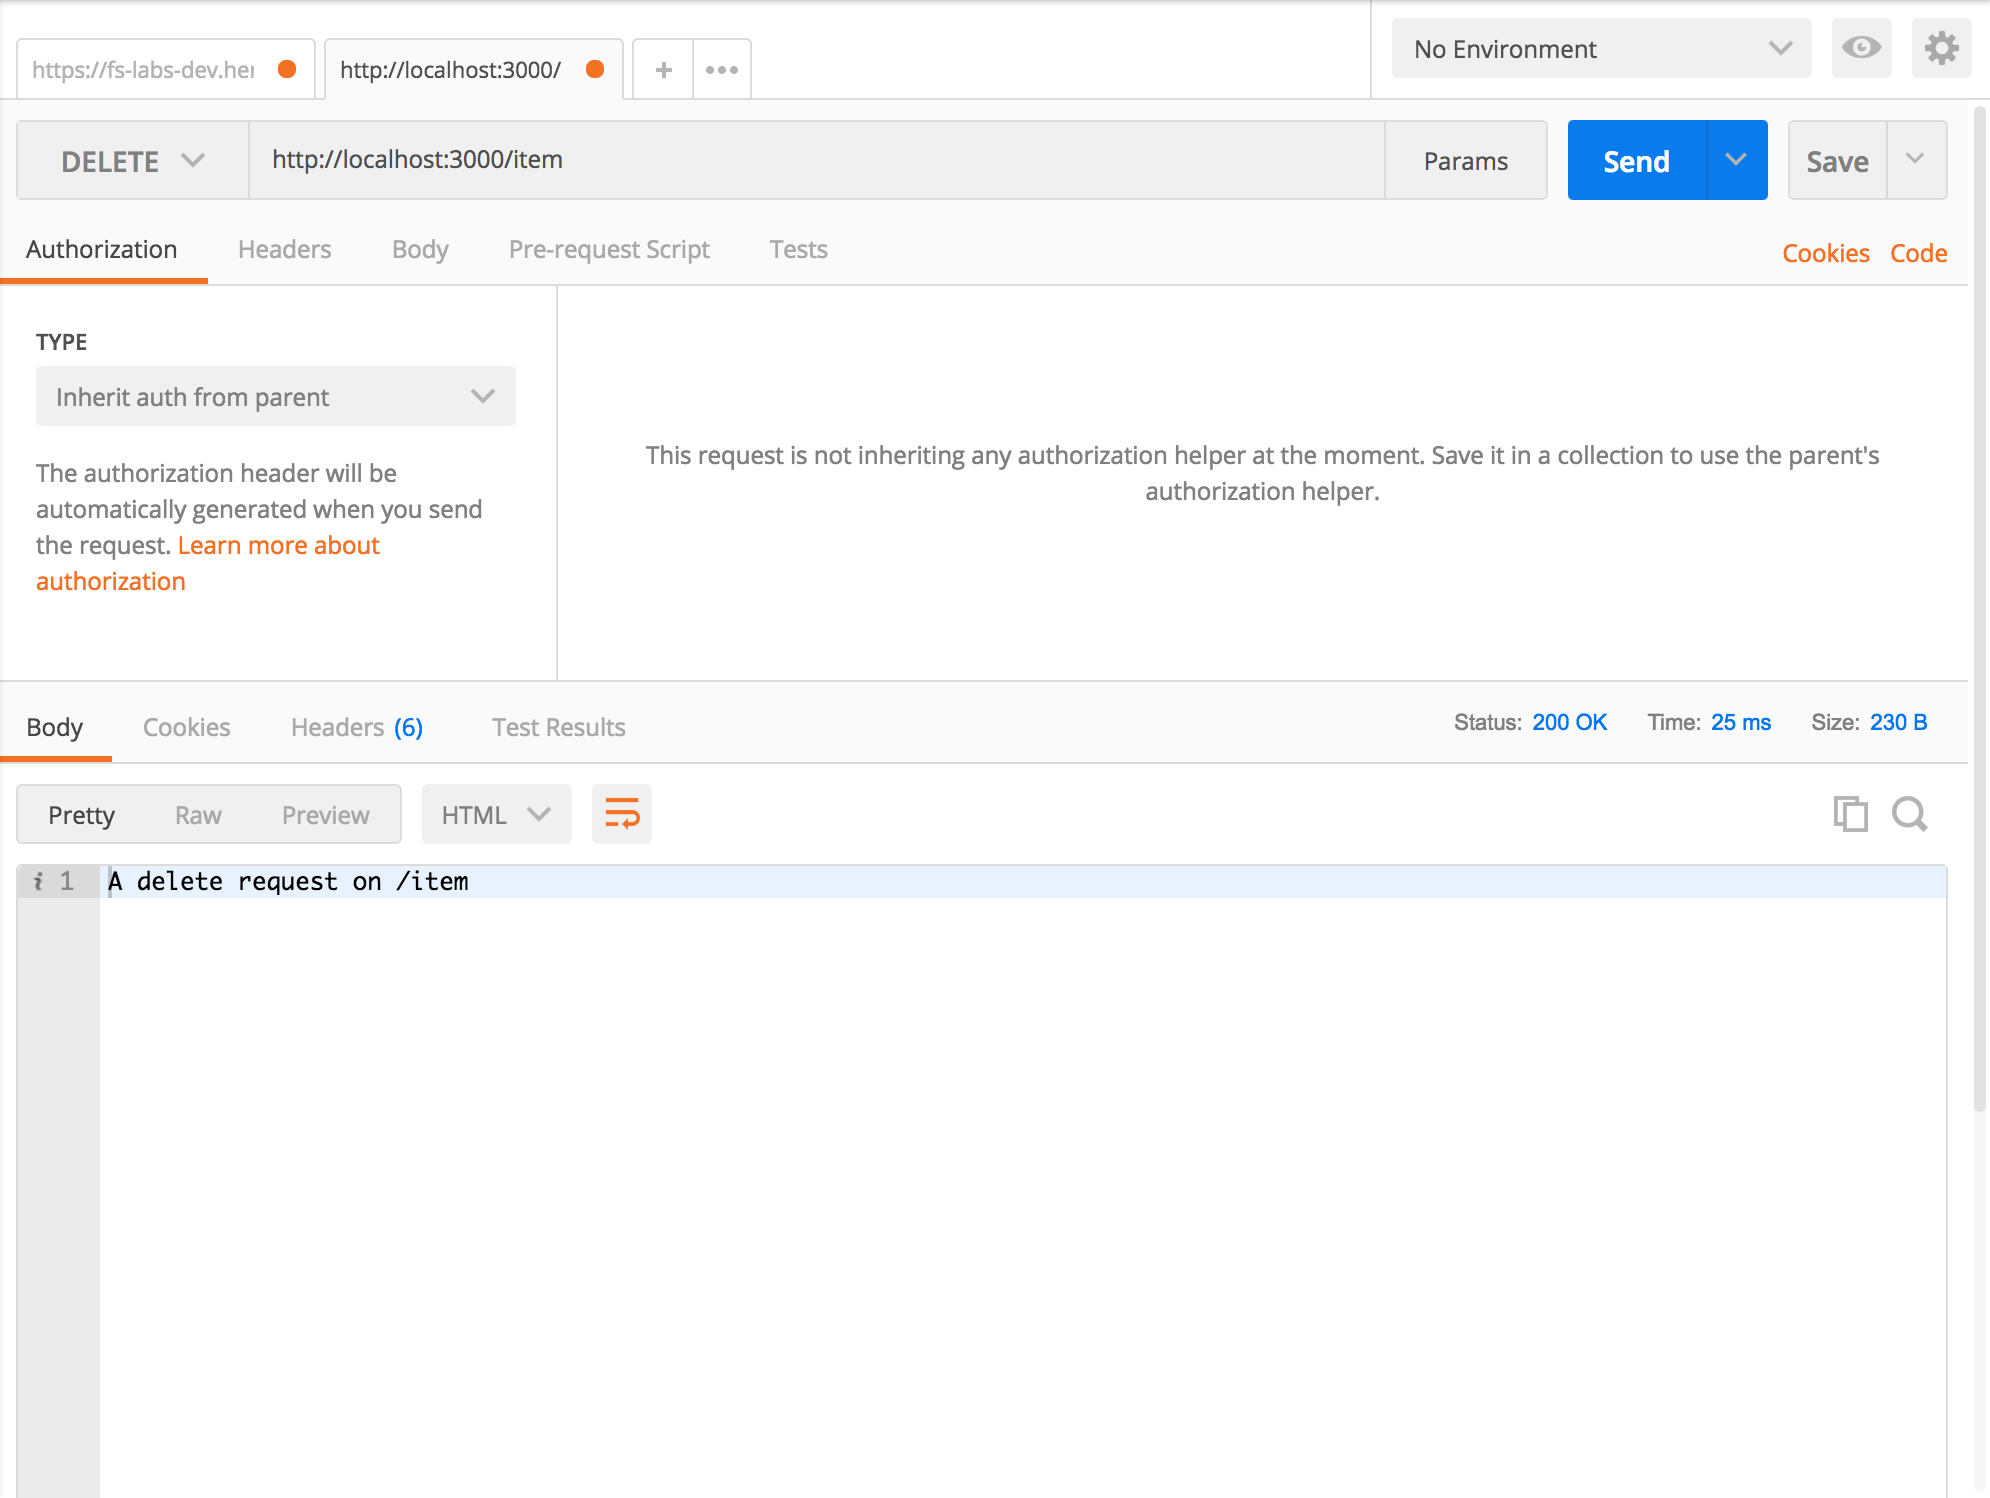 https://fs-labs-dev.her
http://localhost:3000/
+
No Environment
DELETE
http://localhost:3000/item
Params
Send
Save
Authorization
Headers
Body
Pre-request Script
Tests
Cookies
Code
TYPE
Inherit auth from parent
The authorization header will be
automatically generated when you send
the request. Learn more about
authorization
This request is not inheriting any authorization helper at the moment. Save it in a collection to use the parent's
authorization helper.
Body
Cookies
Headers (6)
Test Results
Status: 200 OK
Time: 25 ms
Size: 230 B
Pretty
Raw
Preview
HTML
i 1 A delete request on /item